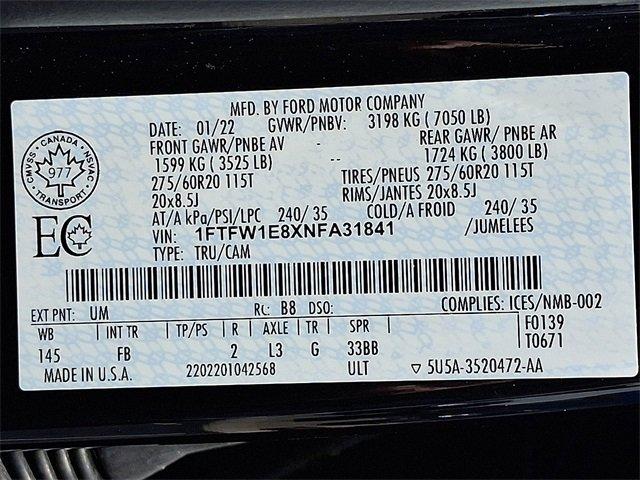 MFD. BY FORD MOTOR COMPANY
DATE: 01/22 GVWR/PNBV: 3198 KG ( 7050 LB)
FRONT GAWR/PNBE AV -- REAR GAWR/ PNBE AR
1599 KG ( 3525 LB) - 1724 KG ( 3800 LB)
275/60R20 115T TIRES/PNEUS 275/60R20 115T
20x8.5J RIMS/JANTES 20x8.5J
AT/A kPa/PSI/LPC 240/ 35 COLD/A FROID 240/ 35
VIN: 1FTFW1E8XNFA31841 /JUMELEES
TYPE: TRU/CAM
CMVSS · CANADA · NSVAC
977
TRANSPORT
EC
EXT PNT: UM RC: B8 DSO: COMPLIES: ICES/NMB-002
WB INT TR TP/PS R AXLE TR SPR F0139
145 FB 2 L3 G 33BB T0671
MADE IN U.S.A. 2202201042568 ULT ▽ 5U5A-3520472-AA